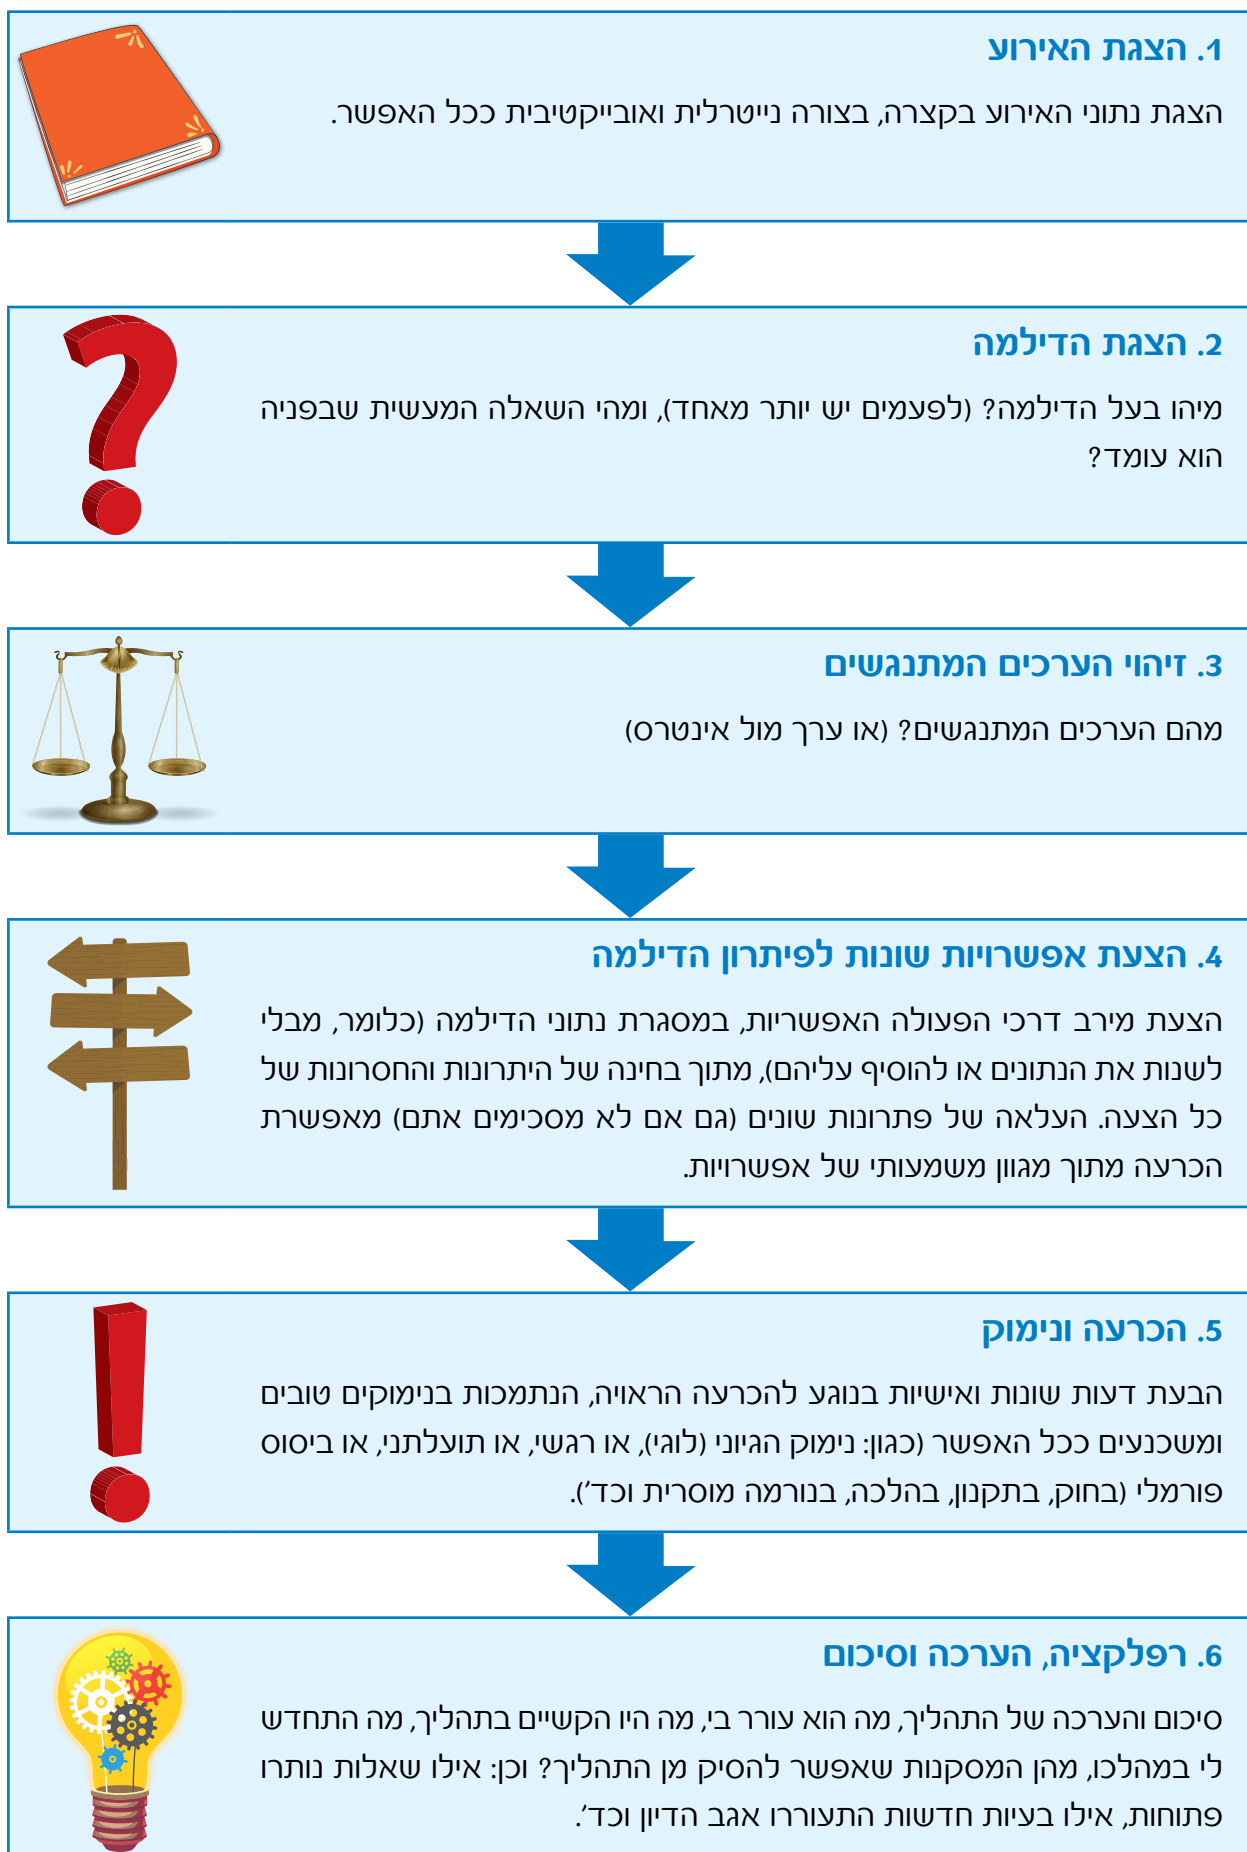 1. הצגת האירוע
הצגת נתוני האירוע בקצרה, בצורה נייטרלית ואובייקטיבית ככל האפשר.
2. הצגת הדילמה
מיהו בעל הדילמה? (לפעמים יש יותר מאחד), ומהי השאלה המעשית שבפניה
הוא עומד?
3. זיהוי הערכים המתנגשים
מהם הערכים המתנגשים? (או ערך מול אינטרס)
4. הצעת אפשרויות שונות לפיתרון הדילמה
הצעת מירב דרכי הפעולה האפשריות, במסגרת נתוני הדילמה (כלומר, מבלי
לשנות את הנתונים או להוסיף עליהם), מתוך בחינה של היתרונות והחסרונות של
כל הצעה. העלאה של פתרונות שונים (גם אם לא מסכימים אתם) מאפשרת
הכרעה מתוך מגוון משמעותי של אפשרויות.
5. הכרעה ונימוק
הבעת דעות שונות ואישיות בנוגע להכרעה הראויה, הנתמכות בנימוקים טובים
ומשכנעים ככל האפשר (כגון: נימוק הגיוני (לוגי), או רגשי, או תועלתני, או ביסוס
פורמלי (בחוק, בתקנון, בהלכה, בנורמה מוסרית וכד').
6. רפלקציה, הערכה וסיכום
סיכום והערכה של התהליך, מה הוא עורר בי, מה היו הקשיים בתהליך, מה התחדש
לי במהלכו, מהן המסקנות שאפשר להסיק מן התהליך? וכן: אילו שאלות נותרו
פתוחות, אילו בעיות חדשות התעוררו אגב הדיון וכד'.